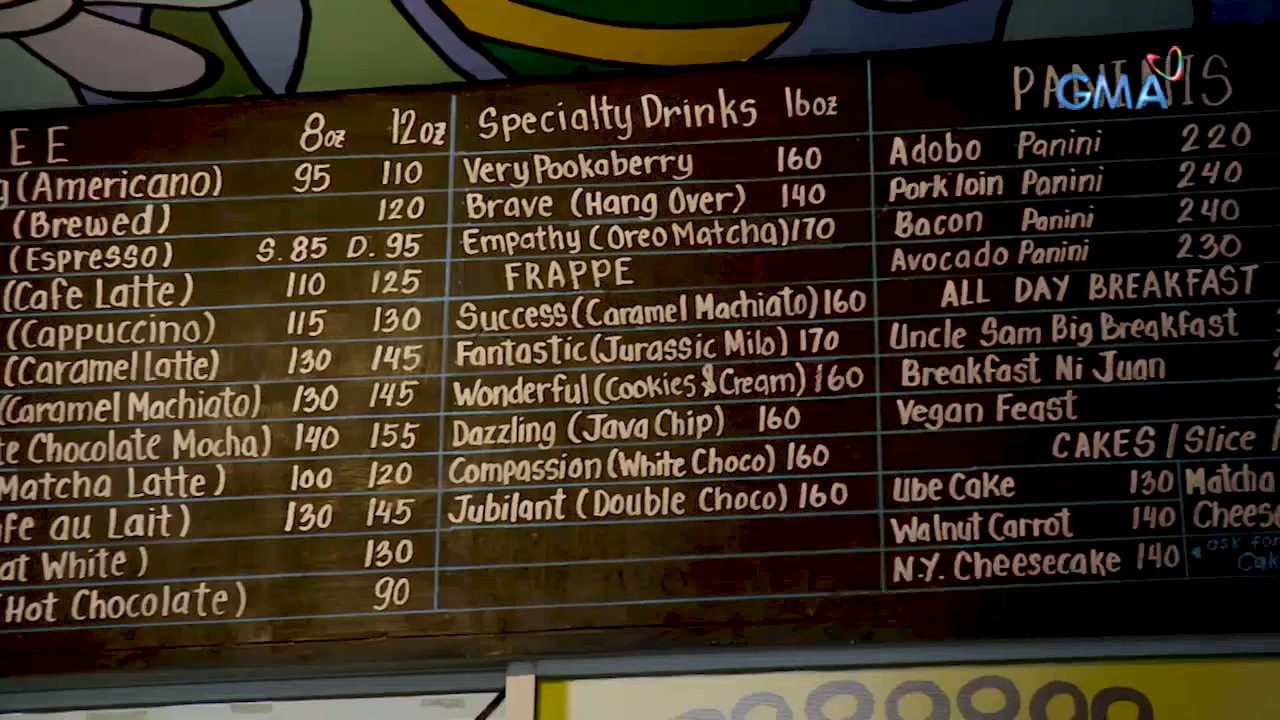 EE 8oz 12oz
(Americano) 95 110
(Brewed) 120
(Espresso) S.85 D.95
(Cafe Latte) 110 125
(Cappuccino) 115 130
(Caramel Latte) 130 145
(Caramel Machiato) 130 145
te Chocolate Mocha) 140 155
Matcha Latte) 100 120
fe au Lait) 130 145
at White) 130
(Hot Chocolate) 90
Specialty Drinks 16oz
Very Pookaberry 160
Brave (Hang Over) 140
Empathy (Oreo Matcha) 170
FRAPPE
Success (Caramel Machiato) 160
Fantastic (Jurassic Milo) 170
Wonderful (Cookies & Cream) 160
Dazzling (Java Chip) 160
Compassion (White Choco) 160
Jubilant (Double Choco) 160
GMA
Adobo Panini 220
Pork loin Panini 240
Bacon Panini 240
Avocado Panini 230
ALL DAY BREAKFAST
Uncle Sam Big Breakfast
Breakfast Ni Juan
Vegan Feast
CAKES / Slice
Ube Cake 130 Matcha
Walnut Carrot 140 Cheese
N.Y. Cheesecake 140 ask for
Cak